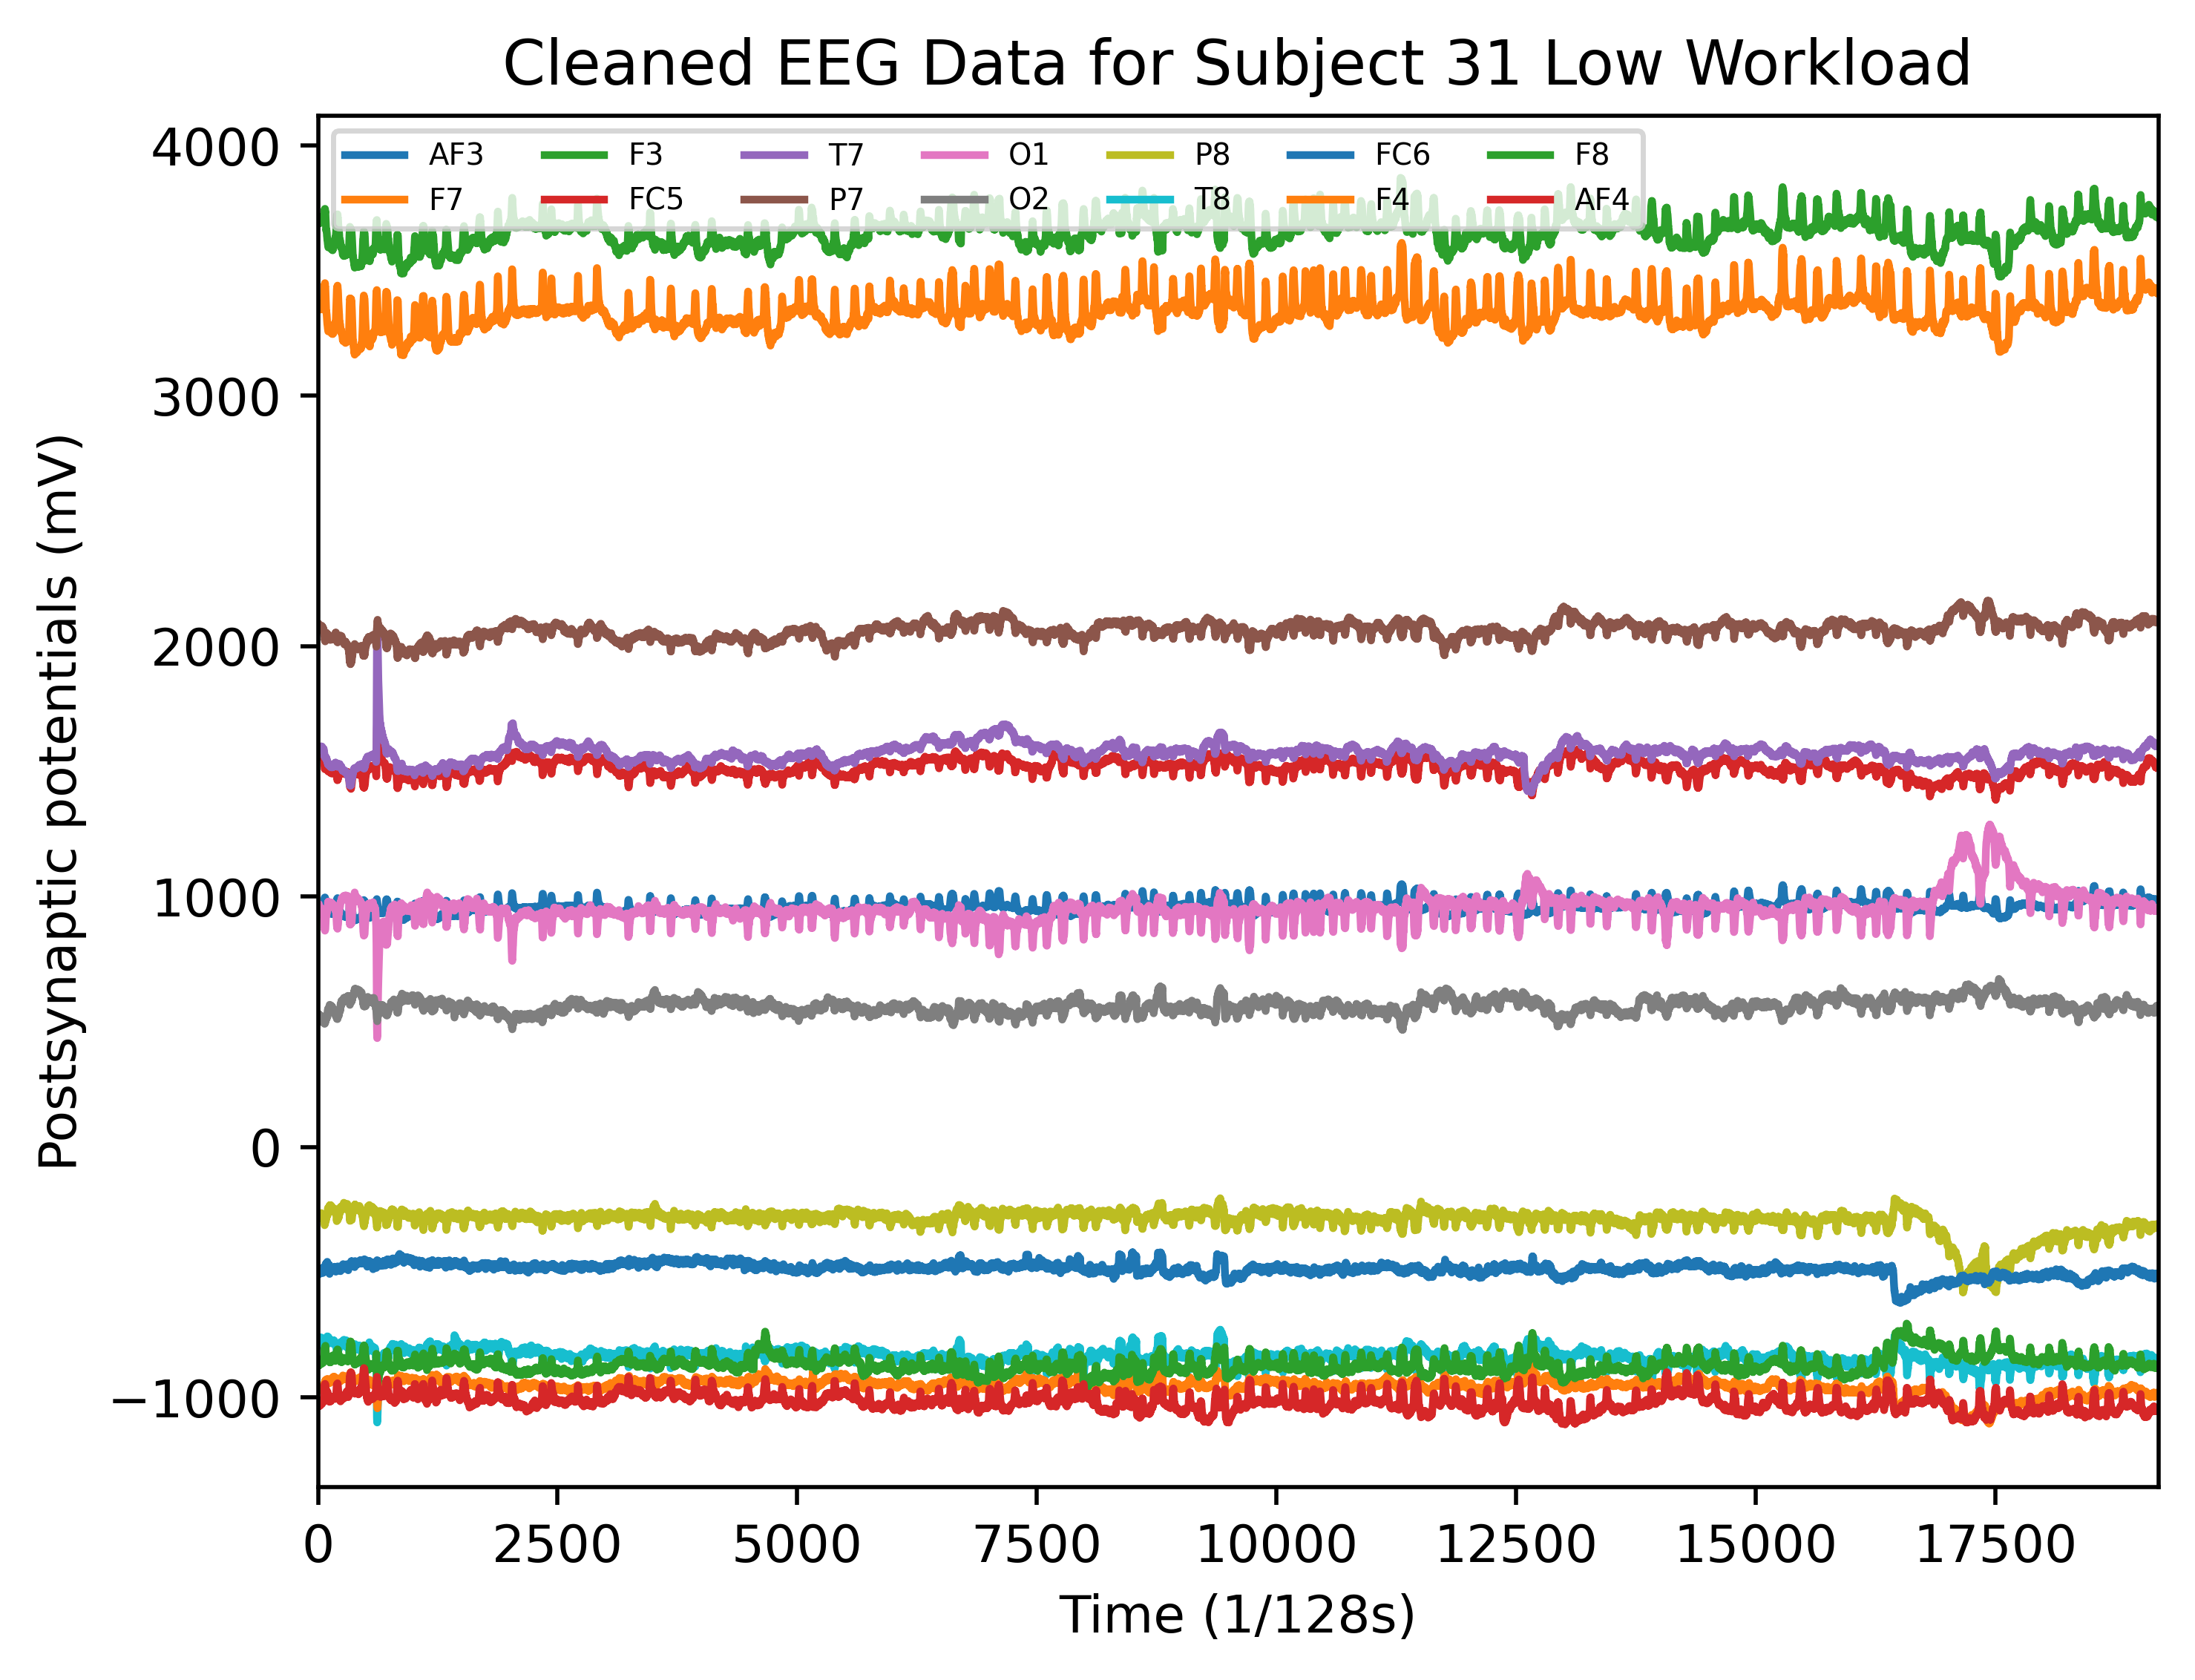 Cleaned EEG Data for Subject 31 Low Workload
4000
3000
2000
1000
0
−1000
Postsynaptic potentials (mV)
AF3 F3 T7 O1 P8 FC6 F8
F7 FC5 P7 O2 T8 F4 AF4
0 2500 5000 7500 10000 12500 15000 17500
Time (1/128s)